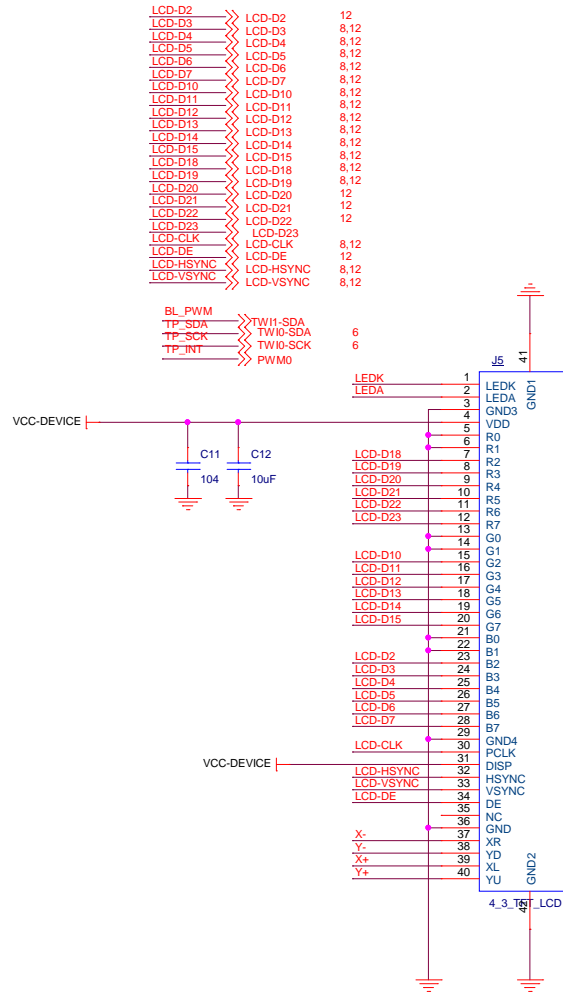 LCD-D2 LCD-D2 12
LCD-D3 LCD-D3 8,12
LCD-D4 LCD-D4 8,12
LCD-D5 LCD-D5 8,12
LCD-D6 LCD-D6 8,12
LCD-D7 LCD-D7 8,12
LCD-D10 LCD-D10 8,12
LCD-D11 LCD-D11 8,12
LCD-D12 LCD-D12 8,12
LCD-D13 LCD-D13 8,12
LCD-D14 LCD-D14 8,12
LCD-D15 LCD-D15 8,12
LCD-D18 LCD-D18 8,12
LCD-D19 LCD-D19 8,12
LCD-D20 LCD-D20 12
LCD-D21 LCD-D21 12
LCD-D22 LCD-D22 12
LCD-D23 LCD-D23
LCD-CLK LCD-CLK 8,12
LCD-DE LCD-DE 12
LCD-HSYNC LCD-HSYNC 8,12
LCD-VSYNC LCD-VSYNC 8,12
BL_PWM TWI1-SDA
TP_SDA TWI0-SDA 6
TP_SCK TWI0-SCK 6
TP_INT PWM0
J5
41 GND1
LEDK 1 LEDK
LEDA 2 LEDA
3 GND3
VCC-DEVICE 4 VDD
5 R0
6 R1
C11 104
C12 10uF
LCD-D18 7 R2
LCD-D19 8 R3
LCD-D20 9 R4
LCD-D21 10 R5
LCD-D22 11 R6
LCD-D23 12 R7
13 G0
14 G1
LCD-D10 15 G2
LCD-D11 16 G3
LCD-D12 17 G4
LCD-D13 18 G5
LCD-D14 19 G6
LCD-D15 20 G7
21 B0
22 B1
LCD-D2 23 B2
LCD-D3 24 B3
LCD-D4 25 B4
LCD-D5 26 B5
LCD-D6 27 B6
LCD-D7 28 B7
29 GND4
LCD-CLK 30 PCLK
VCC-DEVICE 31 DISP
LCD-HSYNC 32 HSYNC
LCD-VSYNC 33 VSYNC
LCD-DE 34 DE
35 NC
36 GND
X- 37 XR
Y- 38 YD
X+ 39 XL
Y+ 40 YU
GND2 42
4_3_TFT_LCD